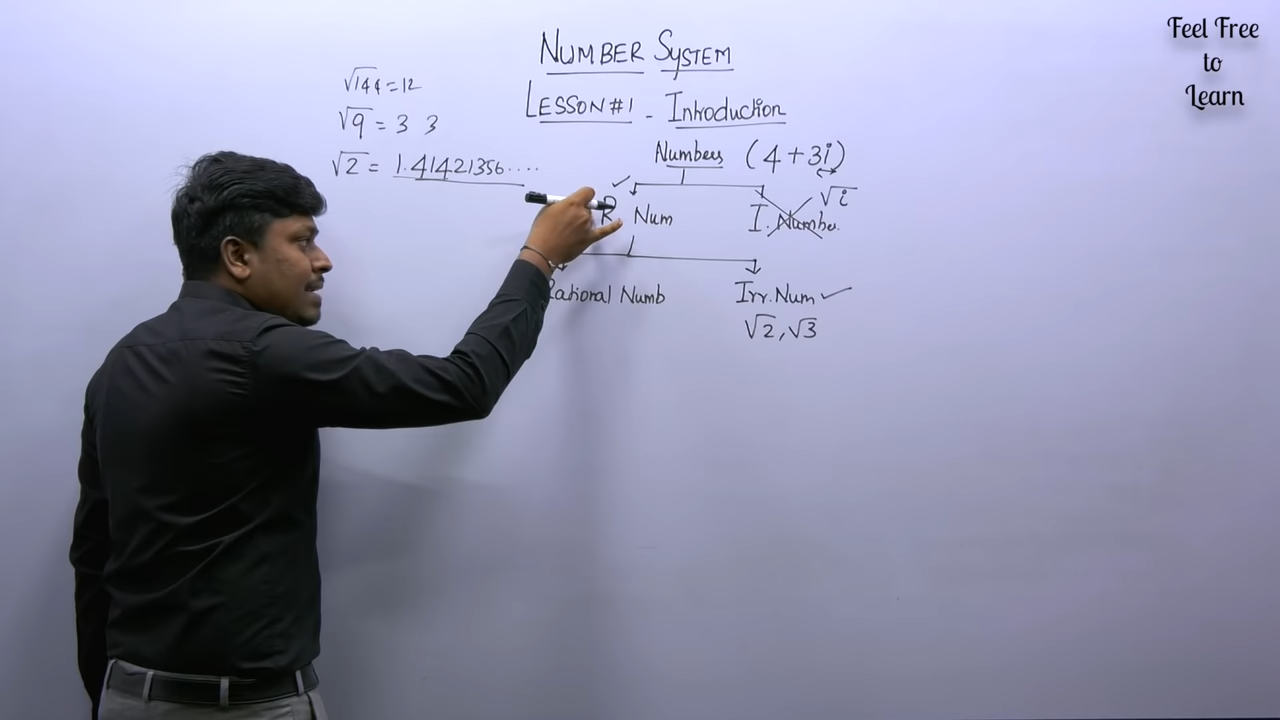 NUMBER SYSTEM
LESSON #1 - Introduction
√144 = 12
√9 = 3 3
√2 = 1.41421356....
Numbers (4+3i)
√i
R Num
I. Number.
Rational Numb
Irr. Num
√2, √3
Feel Free
to
Learn